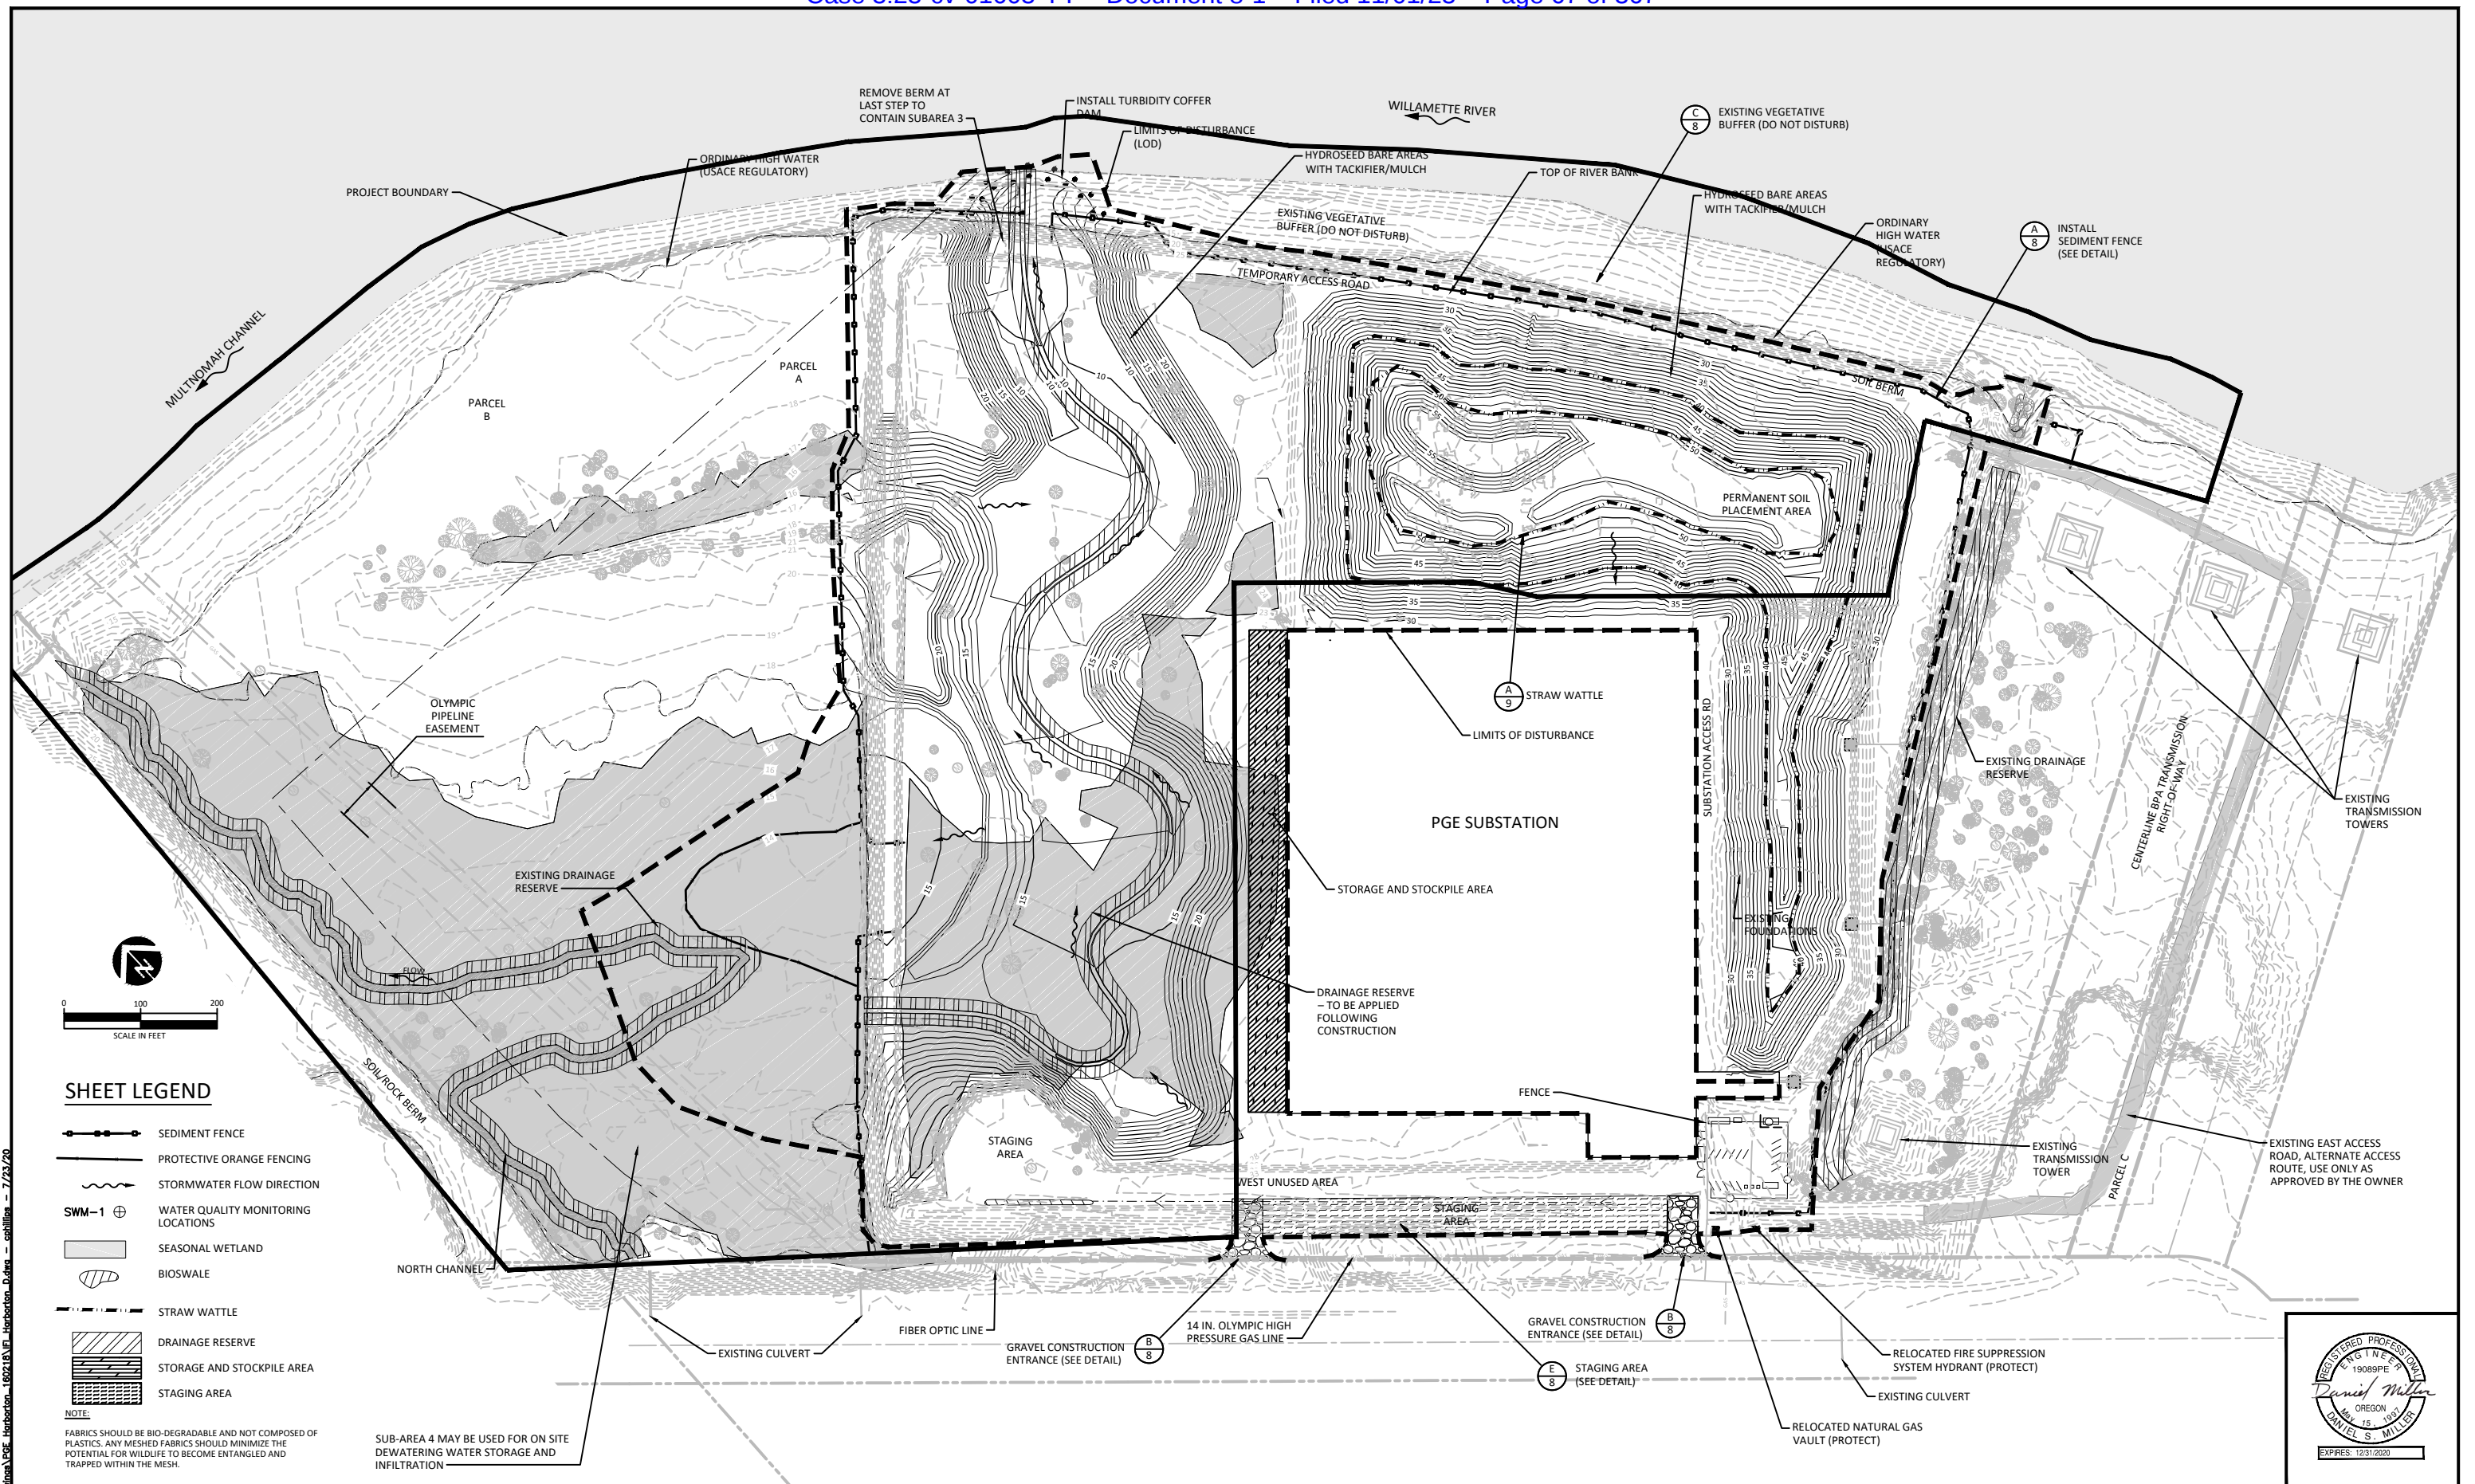 WILLAMETTE RIVER
REMOVE BERM AT
LAST STEP TO
CONTAIN SUBAREA 3
INSTALL TURBIDITY COFFER
DAM
LIMITS OF DISTURBANCE
(LOD)
HYDROSEED BARE AREAS
WITH TACKIFIER/MULCH
TOP OF RIVER BANK
C
8
EXISTING VEGETATIVE
BUFFER (DO NOT DISTURB)
HYDROSEED BARE AREAS
WITH TACKIFIER/MULCH
ORDINARY
HIGH WATER
(USACE
REGULATORY)
A
8
INSTALL
SEDIMENT FENCE
(SEE DETAIL)
ORDINARY HIGH WATER
(USACE REGULATORY)
PROJECT BOUNDARY
EXISTING VEGETATIVE
BUFFER (DO NOT DISTURB)
TEMPORARY ACCESS ROAD
SOIL BERM
MULTNOMAH CHANNEL
PARCEL
A
PARCEL
B
PERMANENT SOIL
PLACEMENT AREA
OLYMPIC
PIPELINE
EASEMENT
A
9
STRAW WATTLE
LIMITS OF DISTURBANCE
SUBSTATION ACCESS RD
PGE SUBSTATION
EXISTING DRAINAGE
RESERVE
CENTERLINE BPA TRANSMISSION
RIGHT-OF-WAY
EXISTING
TRANSMISSION
TOWERS
EXISTING DRAINAGE
RESERVE
STORAGE AND STOCKPILE AREA
EXISTING
FOUNDATIONS
FLOW
DRAINAGE RESERVE
– TO BE APPLIED
FOLLOWING
CONSTRUCTION
0 100 200
SCALE IN FEET
SOIL/ROCK BERM
FENCE
STAGING
AREA
WEST UNUSED AREA
STAGING
AREA
EXISTING
TRANSMISSION
TOWER
PARCEL C
EXISTING EAST ACCESS
ROAD, ALTERNATE ACCESS
ROUTE, USE ONLY AS
APPROVED BY THE OWNER
SHEET LEGEND
SEDIMENT FENCE
PROTECTIVE ORANGE FENCING
STORMWATER FLOW DIRECTION
SWM-1 WATER QUALITY MONITORING
LOCATIONS
SEASONAL WETLAND
BIOSWALE
STRAW WATTLE
DRAINAGE RESERVE
STORAGE AND STOCKPILE AREA
STAGING AREA
NOTE:
FABRICS SHOULD BE BIO-DEGRADABLE AND NOT COMPOSED OF
PLASTICS. ANY MESHED FABRICS SHOULD MINIMIZE THE
POTENTIAL FOR WILDLIFE TO BECOME ENTANGLED AND
TRAPPED WITHIN THE MESH.
NORTH CHANNEL
SUB-AREA 4 MAY BE USED FOR ON SITE
DEWATERING WATER STORAGE AND
INFILTRATION
EXISTING CULVERT
FIBER OPTIC LINE
GRAVEL CONSTRUCTION
ENTRANCE (SEE DETAIL)
B
8
14 IN. OLYMPIC HIGH
PRESSURE GAS LINE
GRAVEL CONSTRUCTION
ENTRANCE (SEE DETAIL)
B
8
E
8
STAGING AREA
(SEE DETAIL)
RELOCATED FIRE SUPPRESSION
SYSTEM HYDRANT (PROTECT)
EXISTING CULVERT
RELOCATED NATURAL GAS
VAULT (PROTECT)
REGISTERED PROFESSIONAL
ENGINEER
19089PE
Daniel Miller
OREGON
May 15, 1997
DANIEL S. MILLER
EXPIRES: 12/31/2020